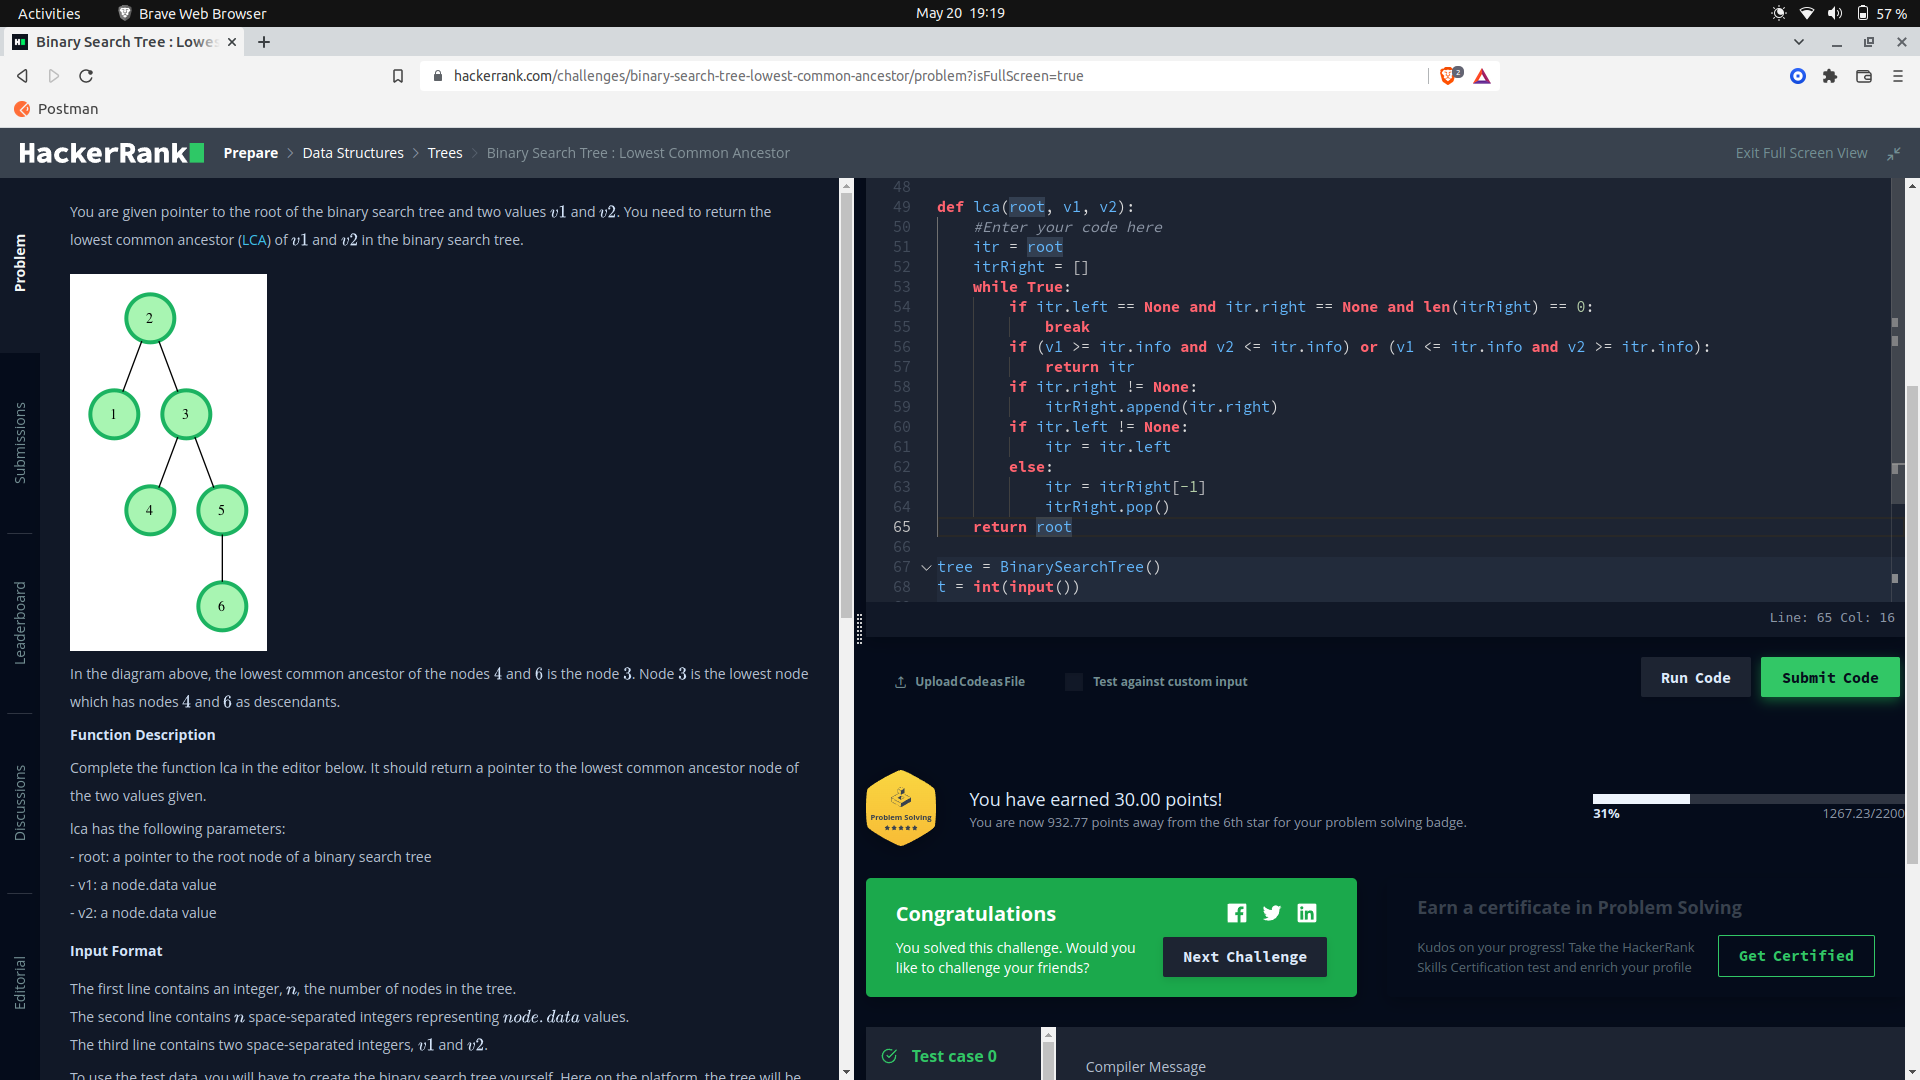 Activities
Brave Web Browser
May 20 19:19
57 %
Binary Search Tree : Lowes
hackerrank.com/challenges/binary-search-tree-lowest-common-ancestor/problem?isFullScreen=true
2
Postman
HackerRank
Prepare > Data Structures > Trees > Binary Search Tree : Lowest Common Ancestor
Exit Full Screen View
Problem
Submissions
Leaderboard
Discussions
Editorial
You are given pointer to the root of the binary search tree and two values v1 and v2. You need to return the
lowest common ancestor (LCA) of v1 and v2 in the binary search tree.
2
1 3
4 5
6
In the diagram above, the lowest common ancestor of the nodes 4 and 6 is the node 3. Node 3 is the lowest node
which has nodes 4 and 6 as descendants.
Function Description
Complete the function lca in the editor below. It should return a pointer to the lowest common ancestor node of
the two values given.
lca has the following parameters:
- root: a pointer to the root node of a binary search tree
- v1: a node.data value
- v2: a node.data value
Input Format
The first line contains an integer, n, the number of nodes in the tree.
The second line contains n space-separated integers representing node.data values.
The third line contains two space-separated integers, v1 and v2.
To use the test data, you will have to create the binary search tree yourself. Here on the platform, the tree will be
48
49 def lca(root, v1, v2):
50 #Enter your code here
51 itr = root
52 itrRight = []
53 while True:
54 if itr.left == None and itr.right == None and len(itrRight) == 0:
55 break
56 if (v1 >= itr.info and v2 <= itr.info) or (v1 <= itr.info and v2 >= itr.info):
57 return itr
58 if itr.right != None:
59 itrRight.append(itr.right)
60 if itr.left != None:
61 itr = itr.left
62 else:
63 itr = itrRight[-1]
64 itrRight.pop()
65 return root
66
67 tree = BinarySearchTree()
68 t = int(input())
Line: 65 Col: 16
Upload Code as File
Test against custom input
Run Code
Submit Code
Problem Solving
You have earned 30.00 points!
You are now 932.77 points away from the 6th star for your problem solving badge.
31%
1267.23/2200
Congratulations
You solved this challenge. Would you
like to challenge your friends?
Next Challenge
Earn a certificate in Problem Solving
Kudos on your progress! Take the HackerRank
Skills Certification test and enrich your profile
Get Certified
Test case 0
Compiler Message